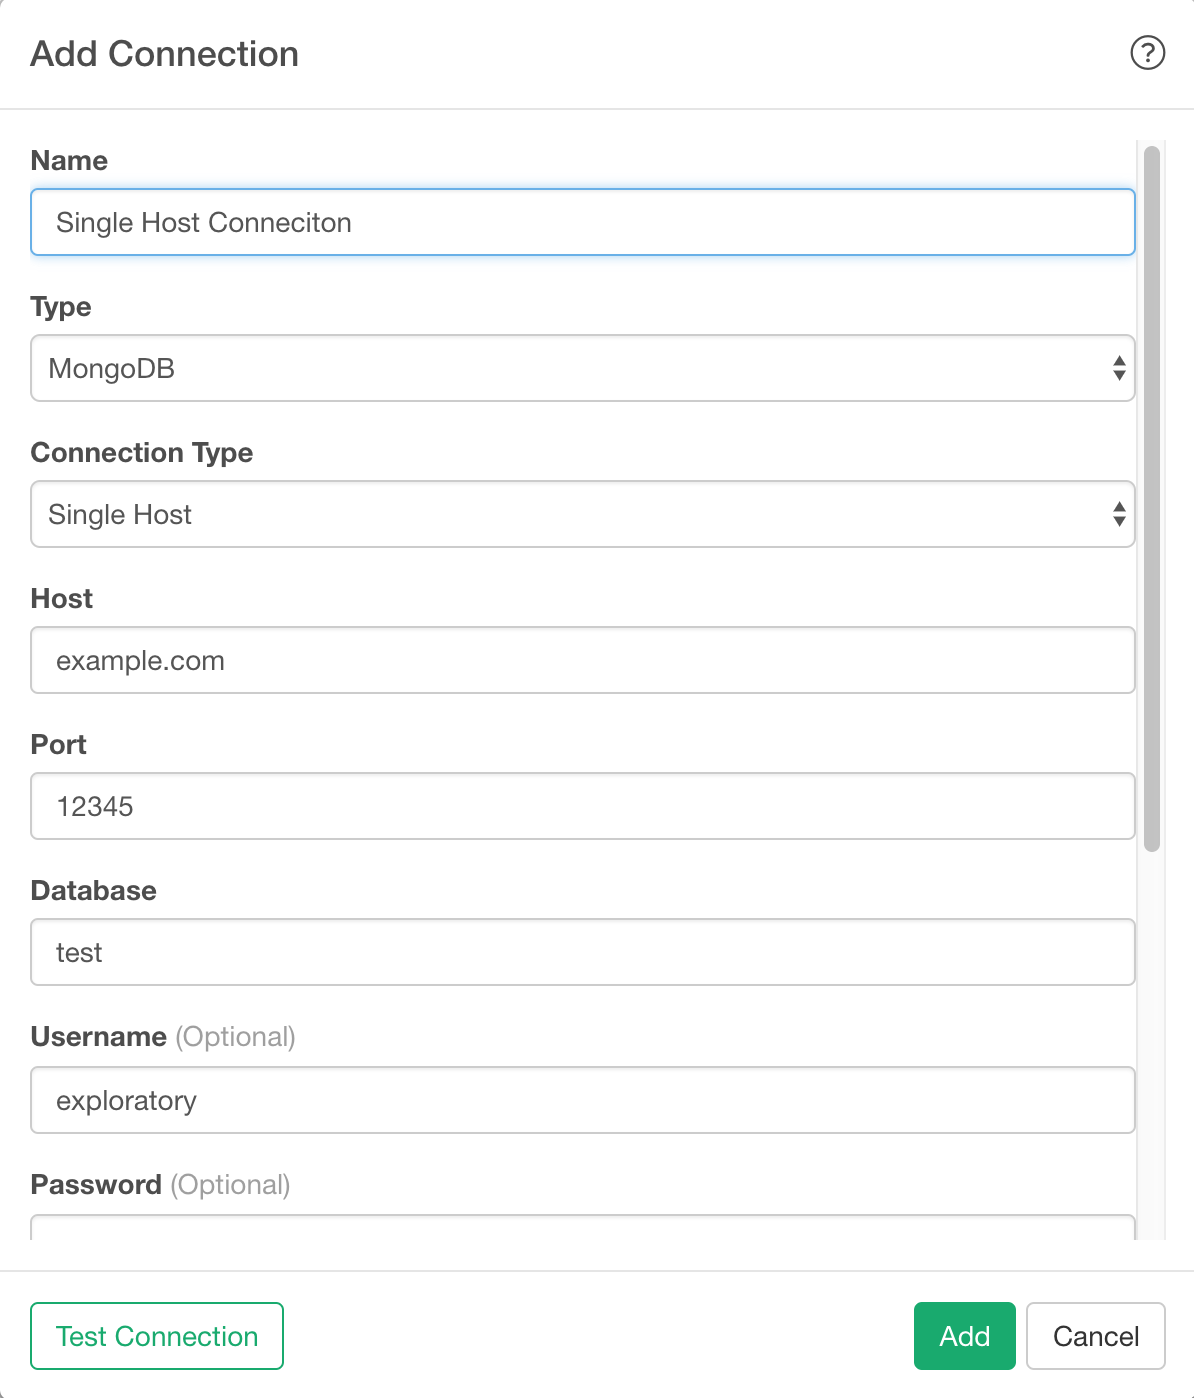 Add Connection
?
Name
Single Host Conneciton
Type
MongoDB
Connection Type
Single Host
Host
example.com
Port
12345
Database
test
Username (Optional)
exploratory
Password (Optional)
Test Connection
Add
Cancel